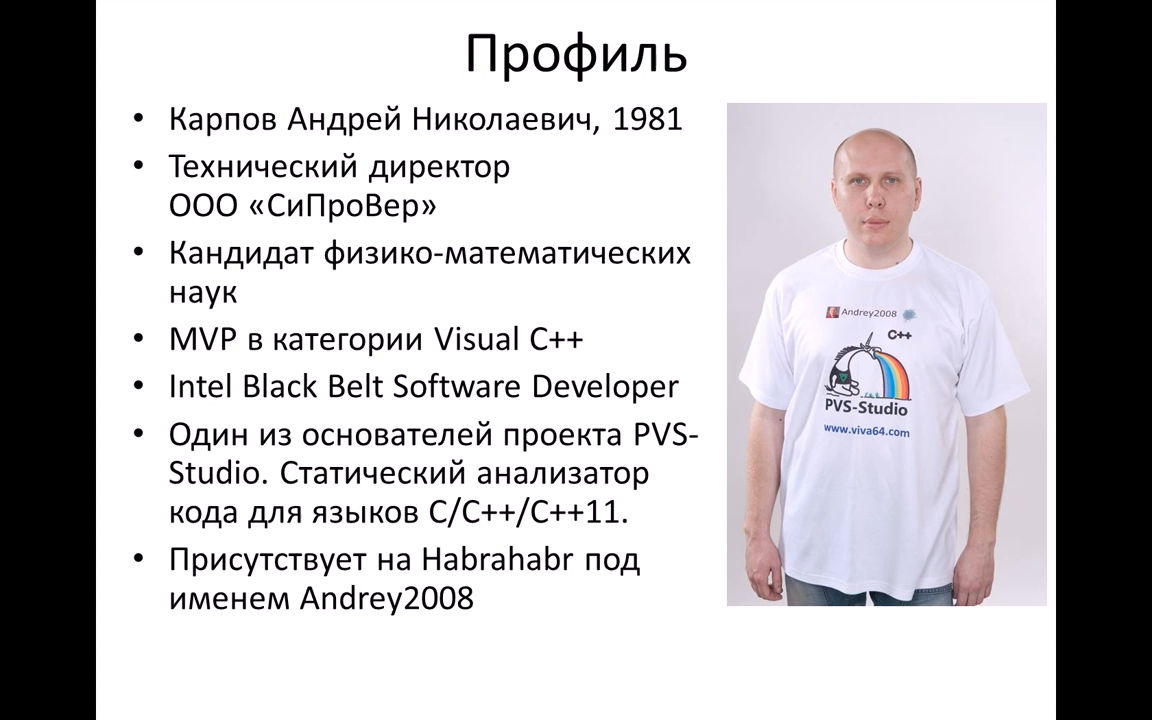 Профиль
• Карпов Андрей Николаевич, 1981
• Технический директор
ООО «СиПроВер»
• Кандидат физико-математических
наук
• MVP в категории Visual C++
• Intel Black Belt Software Developer
• Один из основателей проекта PVS-
Studio. Статический анализатор
кода для языков C/C++/C++11.
• Присутствует на Habrahabr под
именем Andrey2008
Andrey2008
C++
PVS-Studio
www.viva64.com